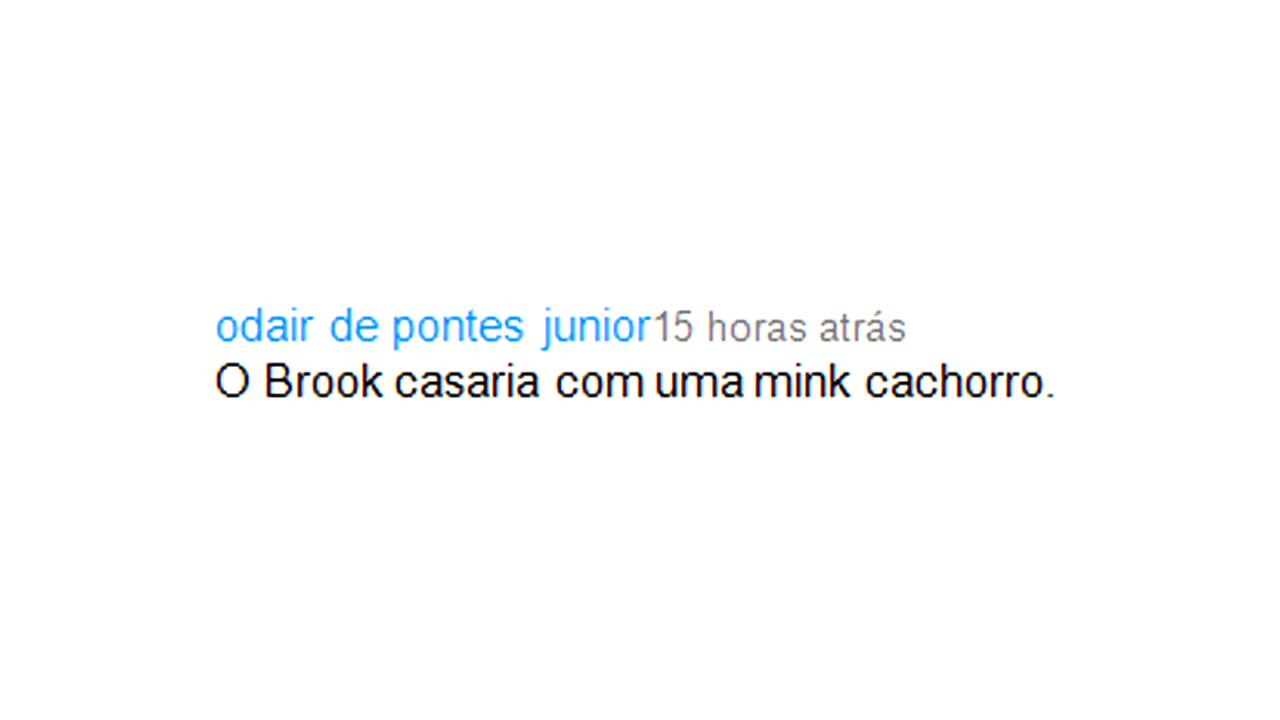 odair de pontes junior15 horas atrás
O Brook casaria com uma mink cachorro.